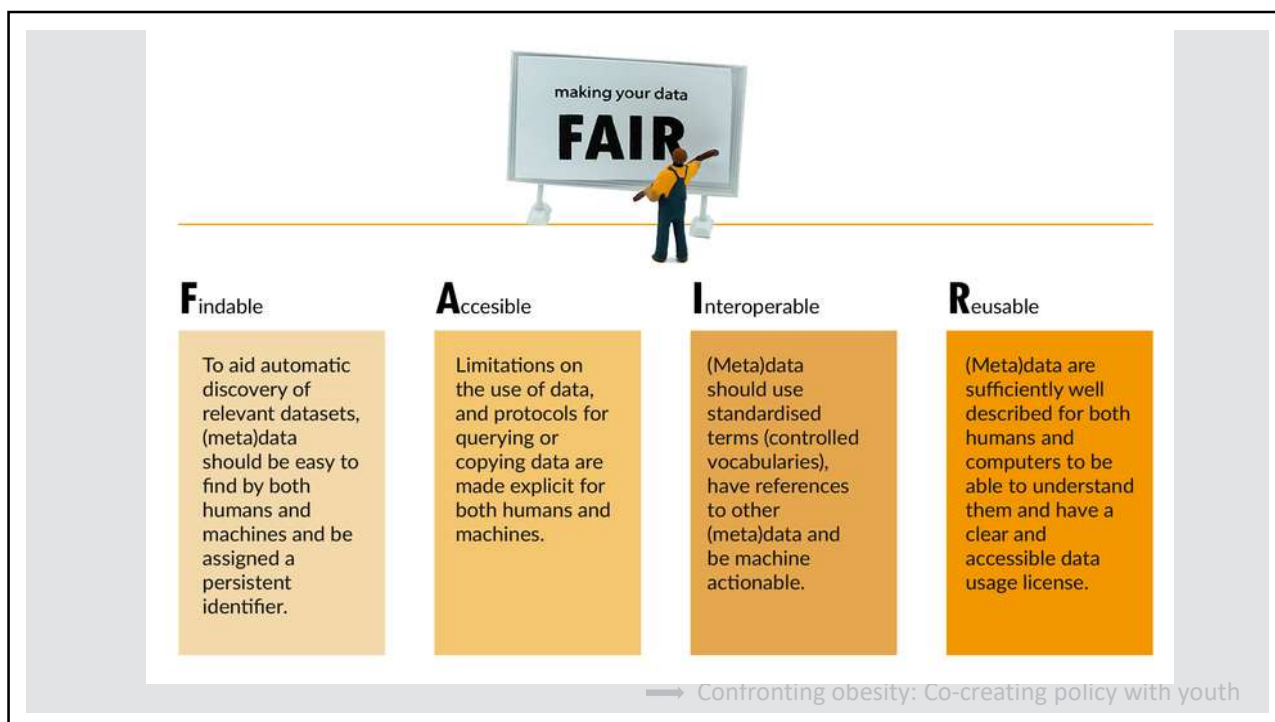 making your data
FAIR
Findable
To aid automatic
discovery of
relevant datasets,
(meta)data
should be easy to
find by both
humans and
machines and be
assigned a
persistent
identifier.
Accesible
Limitations on
the use of data,
and protocols for
querying or
copying data are
made explicit for
both humans and
machines.
Interoperable
(Meta)data
should use
standardised
terms (controlled
vocabularies),
have references
to other
(meta)data and
be machine
actionable.
Reusable
(Meta)data are
sufficiently well
described for both
humans and
computers to be
able to understand
them and have a
clear and
accessible data
usage license.
Confronting obesity: Co-creating policy with youth